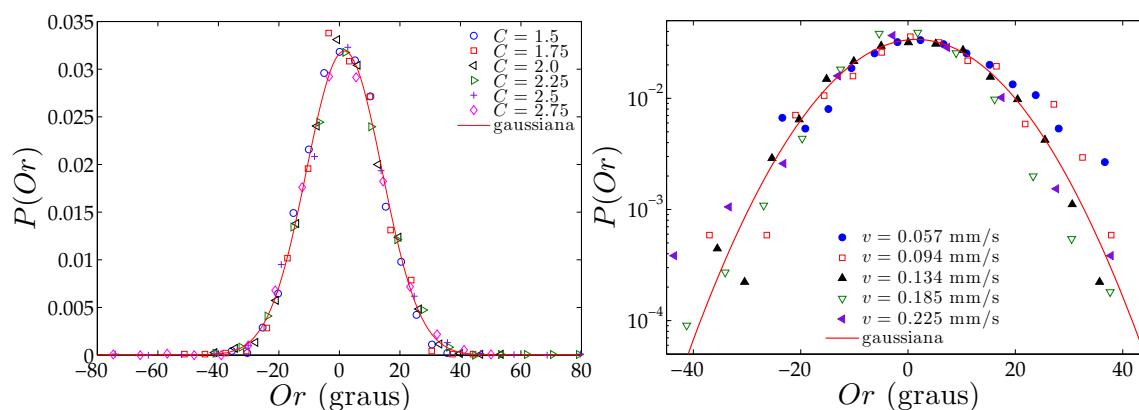 0.035
0.03
0.025
0.02
0.015
0.01
0.005
0
P(Or)
−80 −60 −40 −20 0 20 40 60 80
Or (graus)
C = 1.5
C = 1.75
C = 2.0
C = 2.25
C = 2.5
C = 2.75
gaussiana
10⁻²
10⁻³
10⁻⁴
P(Or)
−40 −20 0 20 40
Or (graus)
v = 0.057 mm/s
v = 0.094 mm/s
v = 0.134 mm/s
v = 0.185 mm/s
v = 0.225 mm/s
gaussiana